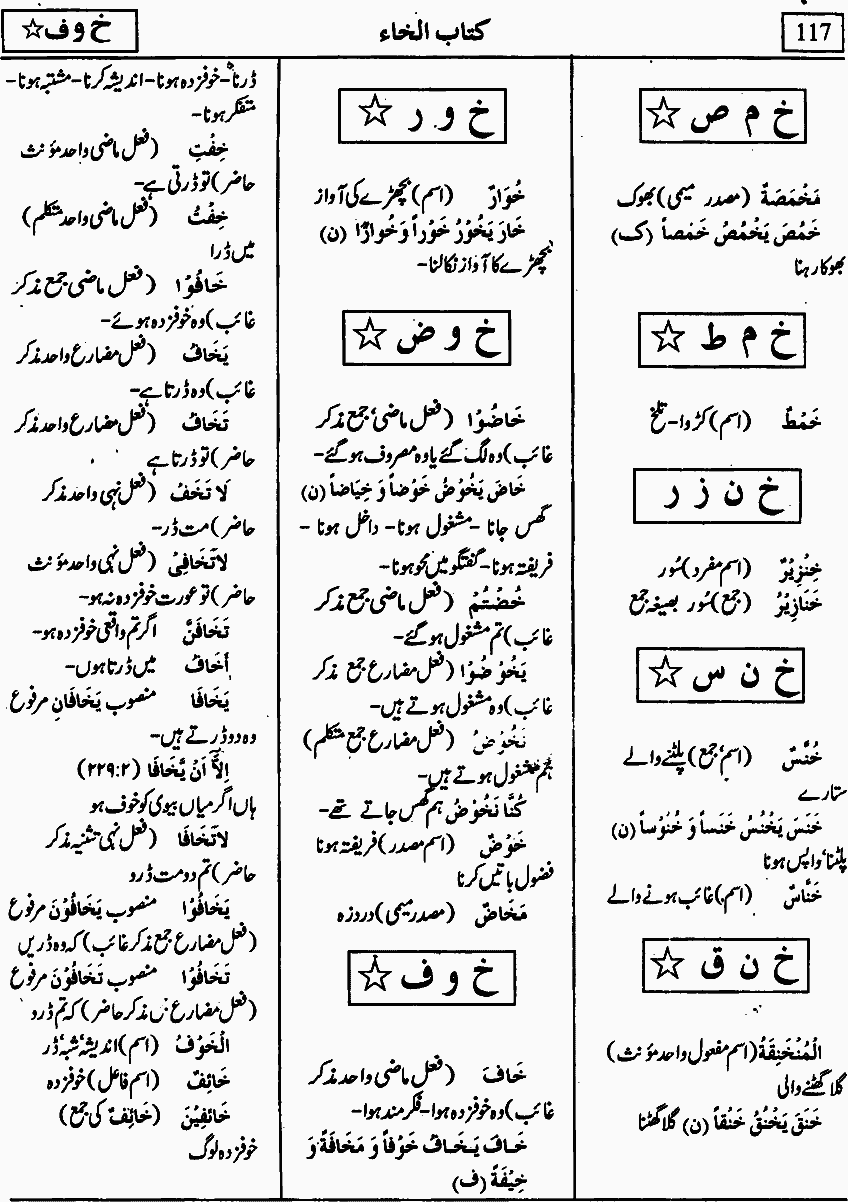 117
كتاب الخاء
خ و ف ☆
خ م ص ☆
مَخْمَصَةٌ (مصدر میمی) بھوک
خَمُصَ یَخْمُصُ خَمْصاً (ک)
بھوکا رہنا
خ م ط ☆
خَمْطٌ (اسم) کڑوا-تلخ
خ ن ز ر
خِنْزِیْرٌ (اسم مفرد) سُور
خَنَازِیْرُ (جمع) سُور بصیغہ جمع
خ ن س ☆
خُنَّسٌ (اسم، جمع) پلٹنے والے
ستارے
خَنَسَ یَخْنُسُ خَنَساً وَ خُنُوْساً (ن)
پلٹنا، واپس ہونا
خَنَّاسٌ (اسم) غائب ہونے والے
خ ن ق ☆
الْمُنْخَنِقَةُ (اسم مفعول واحد مؤنث)
گلا گھٹنے والی
خَنَقَ یَخْنُقُ خَنْقاً (ن) گلا گھٹنا
خ و ر ☆
خُوَارٌ (اسم) بچھڑے کی آواز
خَارَ یَخُوْرُ خَوْراً وَ خُوَارًا (ن)
بچھڑے کا آواز نکالنا-
خ و ض ☆
خَاضُوْا (فعل ماضی، جمع مذکر
غائب) وہ لگ گئے یا وہ مصروف ہو گئے-
خَاضَ یَخُوْضُ خَوْضاً وَ خِیَاضاً (ن)
گھس جانا -مشغول ہونا- داخل ہونا -
فریفتہ ہونا-گفتگو میں محو ہونا-
خُضْتُمْ (فعل ماضی جمع مذکر
غائب) تم مشغول ہو گئے-
یَخُوْضُوْا (فعل مضارع جمع مذکر
غائب) وہ مشغول ہوتے ہیں-
نَخُوْضُ (فعل مضارع جمع متکلم)
ہم مشغول ہوتے ہیں-
کُنَّا نَخُوْضُ ہم گھس جاتے تھے-
خَوْضٌ (اسم مصدر) فریفتہ ہونا
فضول باتیں کرنا
مَخَاضٌ (مصدر میمی) دردزہ
خ و ف ☆
خَافَ (فعل ماضی واحد مذکر
غائب) وہ خوفزدہ ہوا-فکرمند ہوا-
خَافَ یَخَافُ خَوْفاً وَ مَخَافَةً وَ
خِیْفَةً (ف)
ڈرنا-خوفزدہ ہونا-اندیشہ کرنا-مشتبہ ہونا-
متفکر ہونا-
خِفْتِ (فعل ماضی واحد مؤنث
حاضر) تو ڈرتی ہے-
خِفْتُ (فعل ماضی واحد متکلم)
میں ڈرا
خَافُوْا (فعل ماضی جمع مذکر
غائب) وہ خوفزدہ ہوئے-
یَخَافُ (فعل مضارع واحد مذکر
غائب) وہ ڈرتا ہے-
تَخَافُ (فعل مضارع واحد مذکر
حاضر) تو ڈرتا ہے
لَا تَخَفْ (فعل نہی واحد مذکر
حاضر) مت ڈر-
لَاتَخَافِیْ (فعل نہی واحد مؤنث
حاضر) تو عورت خوفزدہ نہ ہو-
تَخَافَنَّ اگر تم واقعی خوفزدہ ہو-
أَخَافُ میں ڈرتا ہوں-
یَخَافَا منصوب یَخَافَانِ مرفوع
وہ دو ڈرتے ہیں-
اِلَّا اَنْ یَّخَافَا (۲۲۹:۲)
ہاں اگر میاں بیوی کو خوف ہو
لَاتَخَافَا (فعل نہی تثنیہ مذکر
حاضر) تم دو مت ڈرو
یَخَافُوْا منصوب یَخَافُوْنَ مرفوع
(فعل مضارع جمع مذکر غائب) کہ وہ ڈریں
تَخَافُوْا منصوب تَخَافُوْنَ مرفوع
(فعل مضارع مذکر حاضر) کہ تم ڈرو
الْخَوْفُ (اسم) اندیشہ، شبہ، ڈر
خَائِفٌ (اسم فاعل) خوفزدہ
خَائِفِیْنَ (خَائِفٌ کی جمع)
خوفزدہ لوگ